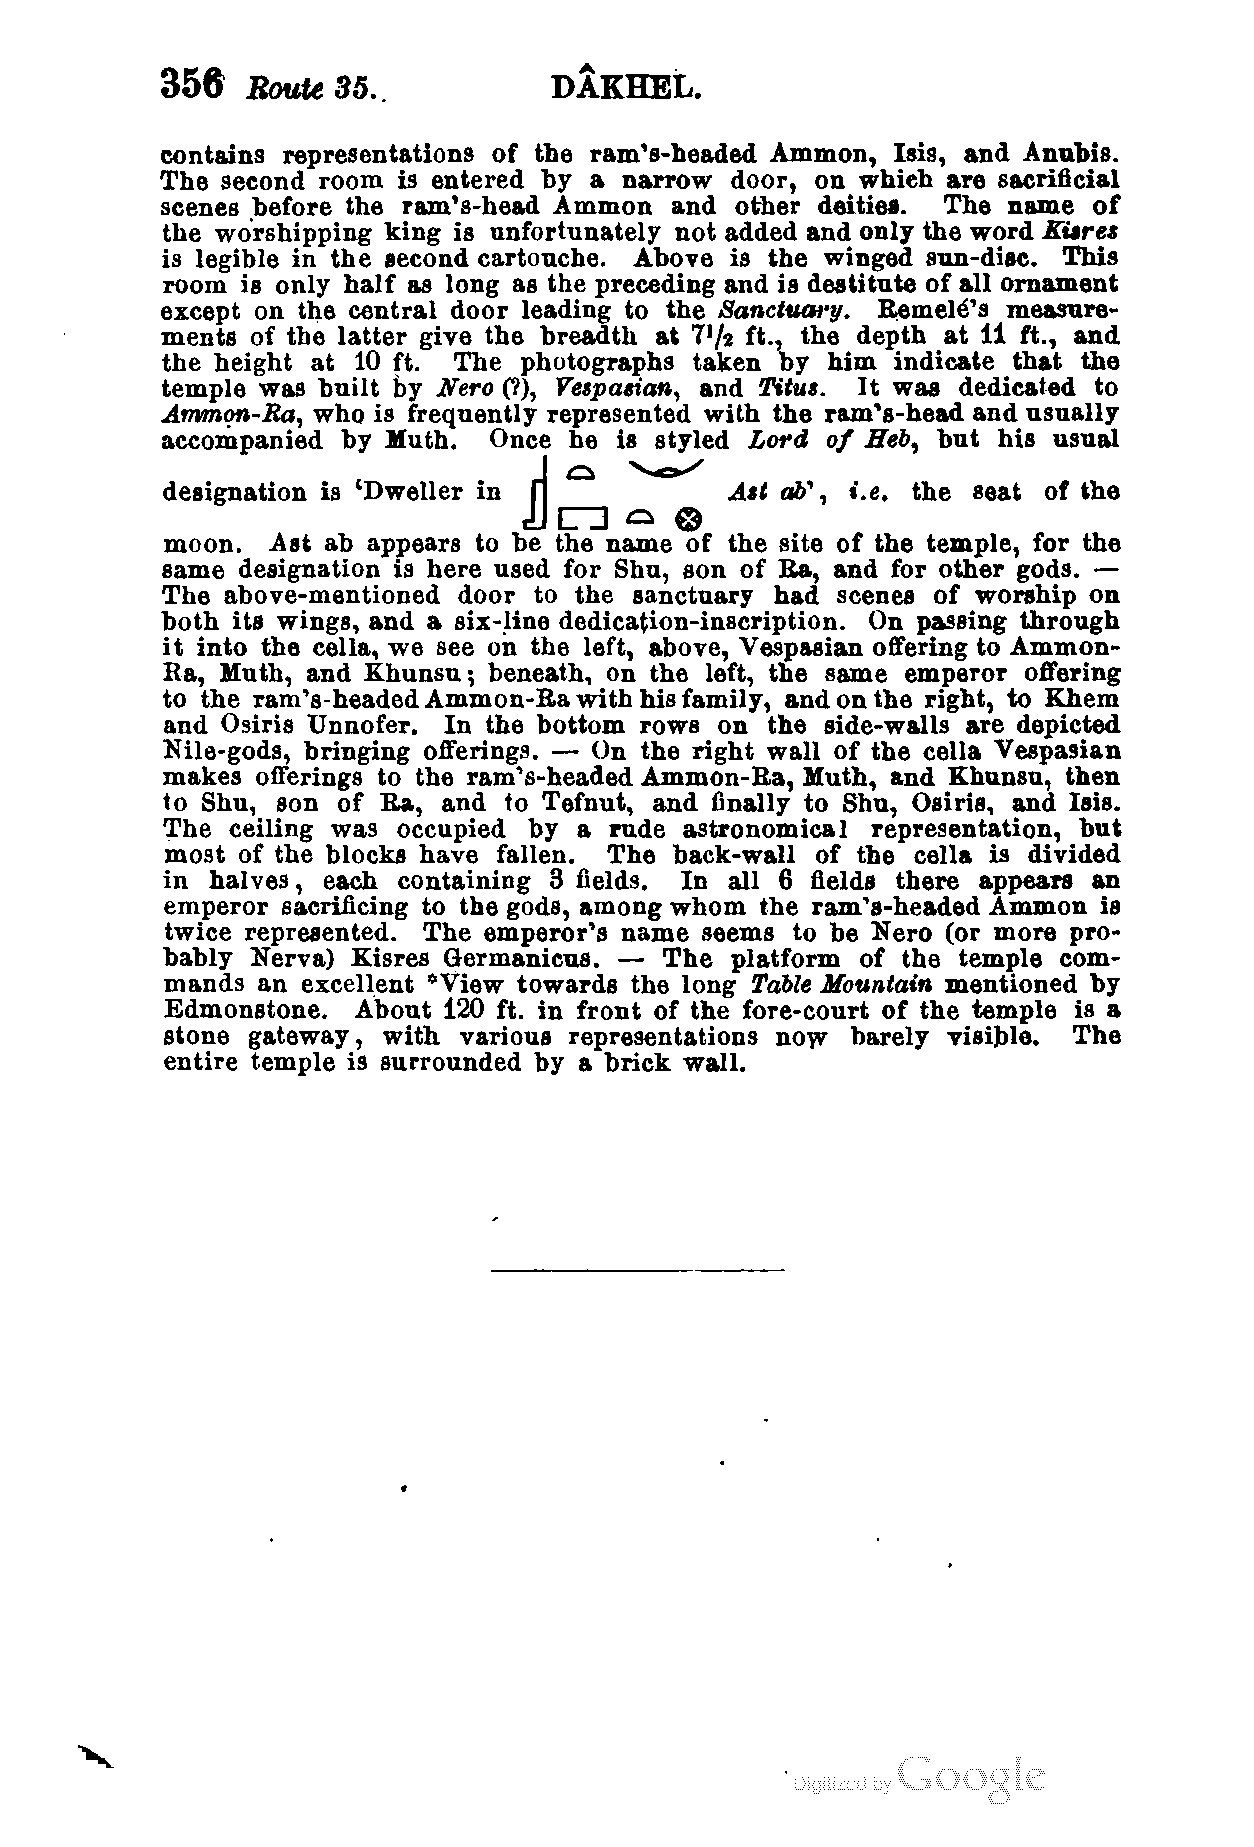 356 Route 35. DÂKHEL.
contains representations of the ram's-headed Ammon, Isis, and Anubis.
The second room is entered by a narrow door, on which are sacrificial
scenes before the ram's-head Ammon and other deities. The name of
the worshipping king is unfortunately not added and only the word Kisres
is legible in the second cartouche. Above is the winged sun-disc. This
room is only half as long as the preceding and is destitute of all ornament
except on the central door leading to the Sanctuary. Remelé's measure-
ments of the latter give the breadth at 7 1/2 ft., the depth at 11 ft., and
the height at 10 ft. The photographs taken by him indicate that the
temple was built by Nero (?), Vespasian, and Titus. It was dedicated to
Ammon-Ra, who is frequently represented with the ram's-head and usually
accompanied by Muth. Once he is styled Lord of Heb, but his usual
designation is 'Dweller in Ast ab', i.e. the seat of the
moon. Ast ab appears to be the name of the site of the temple, for the
same designation is here used for Shu, son of Ra, and for other gods. —
The above-mentioned door to the sanctuary had scenes of worship on
both its wings, and a six-line dedication-inscription. On passing through
it into the cella, we see on the left, above, Vespasian offering to Ammon-
Ra, Muth, and Khunsu; beneath, on the left, the same emperor offering
to the ram's-headed Ammon-Ra with his family, and on the right, to Khem
and Osiris Unnofer. In the bottom rows on the side-walls are depicted
Nile-gods, bringing offerings. — On the right wall of the cella Vespasian
makes offerings to the ram's-headed Ammon-Ra, Muth, and Khunsu, then
to Shu, son of Ra, and to Tefnut, and finally to Shu, Osiris, and Isis.
The ceiling was occupied by a rude astronomical representation, but
most of the blocks have fallen. The back-wall of the cella is divided
in halves, each containing 3 fields. In all 6 fields there appears an
emperor sacrificing to the gods, among whom the ram's-headed Ammon is
twice represented. The emperor's name seems to be Nero (or more pro-
bably Nerva) Kisres Germanicus. — The platform of the temple com-
mands an excellent *View towards the long Table Mountain mentioned by
Edmonstone. About 120 ft. in front of the fore-court of the temple is a
stone gateway, with various representations now barely visible. The
entire temple is surrounded by a brick wall.
Digitized by Google